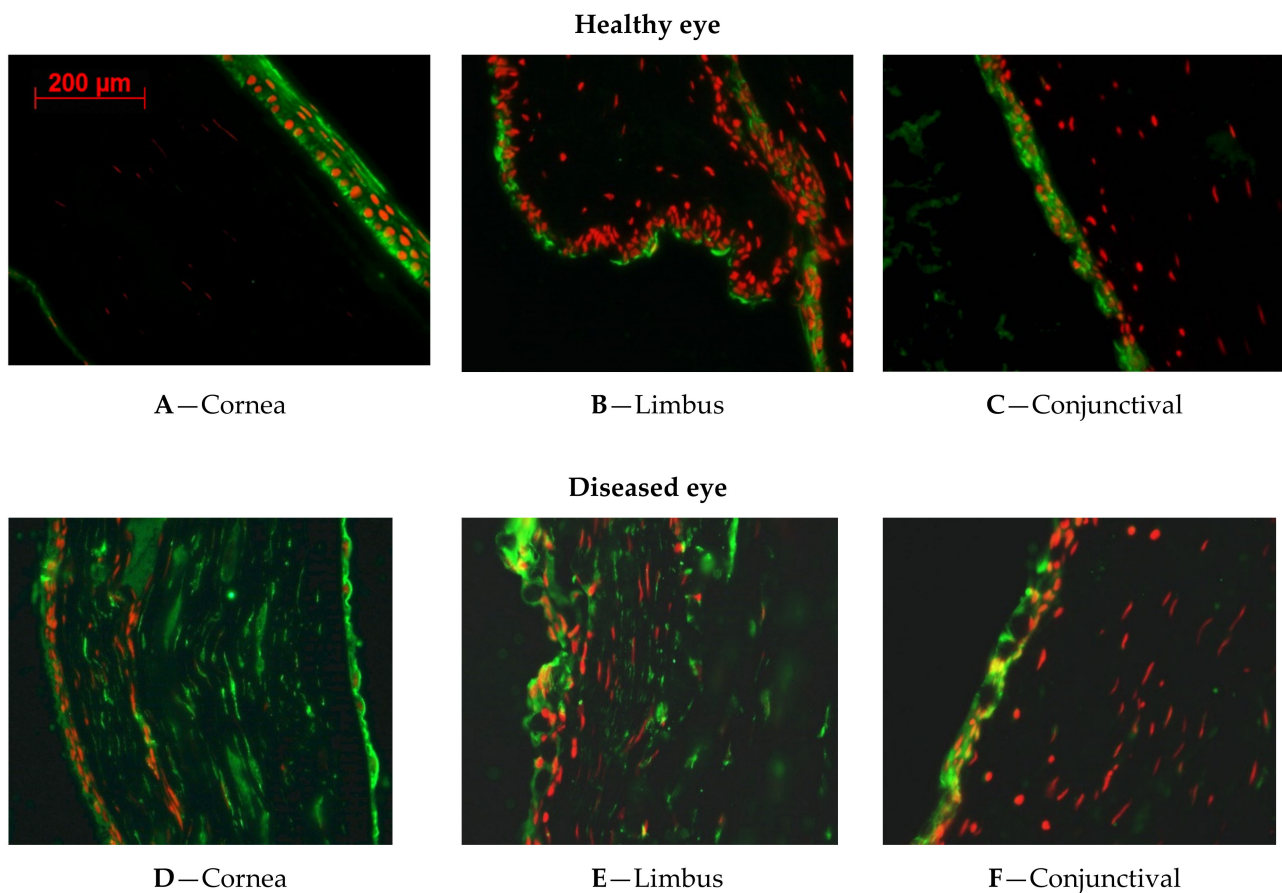 Healthy eye
200 µm
A—Cornea
B—Limbus
C—Conjunctival
Diseased eye
D—Cornea
E—Limbus
F—Conjunctival